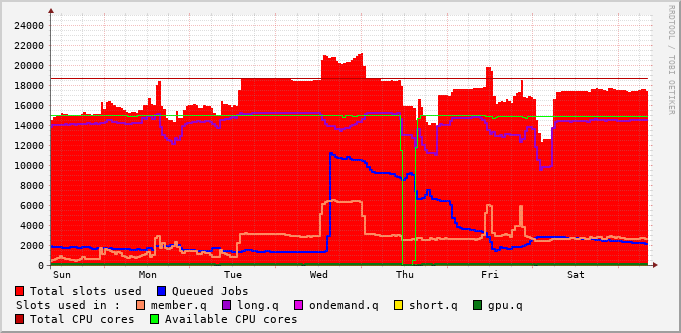 24000
22000
20000
18000
16000
14000
12000
10000
8000
6000
4000
2000
0
Sun Mon Tue Wed Thu Fri Sat
Total slots used Queued Jobs
Slots used in : member.q long.q ondemand.q short.q gpu.q
Total CPU cores Available CPU cores
RRDTOOL / TOBI OETIKER